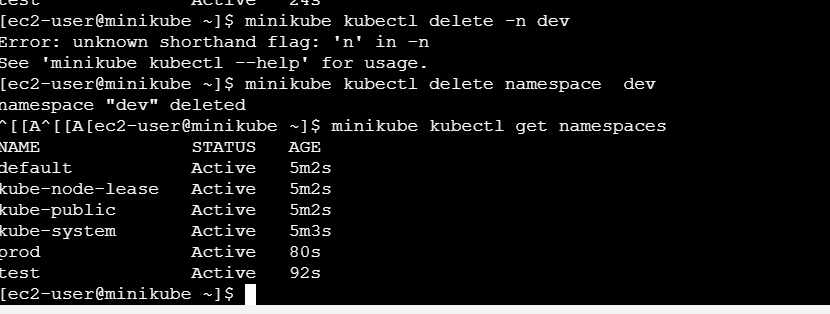 test Active 24s
[ec2-user@minikube ~]$ minikube kubectl delete -n dev
Error: unknown shorthand flag: 'n' in -n
See 'minikube kubectl --help' for usage.
[ec2-user@minikube ~]$ minikube kubectl delete namespace  dev
namespace "dev" deleted
^[[A^[[A[ec2-user@minikube ~]$ minikube kubectl get namespaces
NAME STATUS AGE
default Active 5m2s
kube-node-lease Active 5m2s
kube-public Active 5m2s
kube-system Active 5m3s
prod Active 80s
test Active 92s
[ec2-user@minikube ~]$